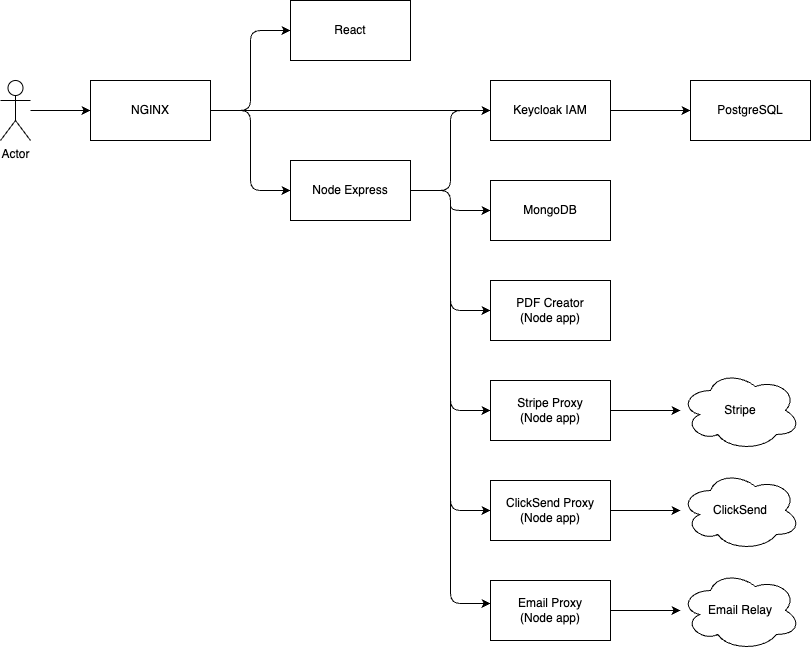 React
NGINX
Keycloak IAM
PostgreSQL
Actor
Node Express
MongoDB
PDF Creator
(Node app)
Stripe Proxy
(Node app)
Stripe
ClickSend Proxy
(Node app)
ClickSend
Email Proxy
(Node app)
Email Relay